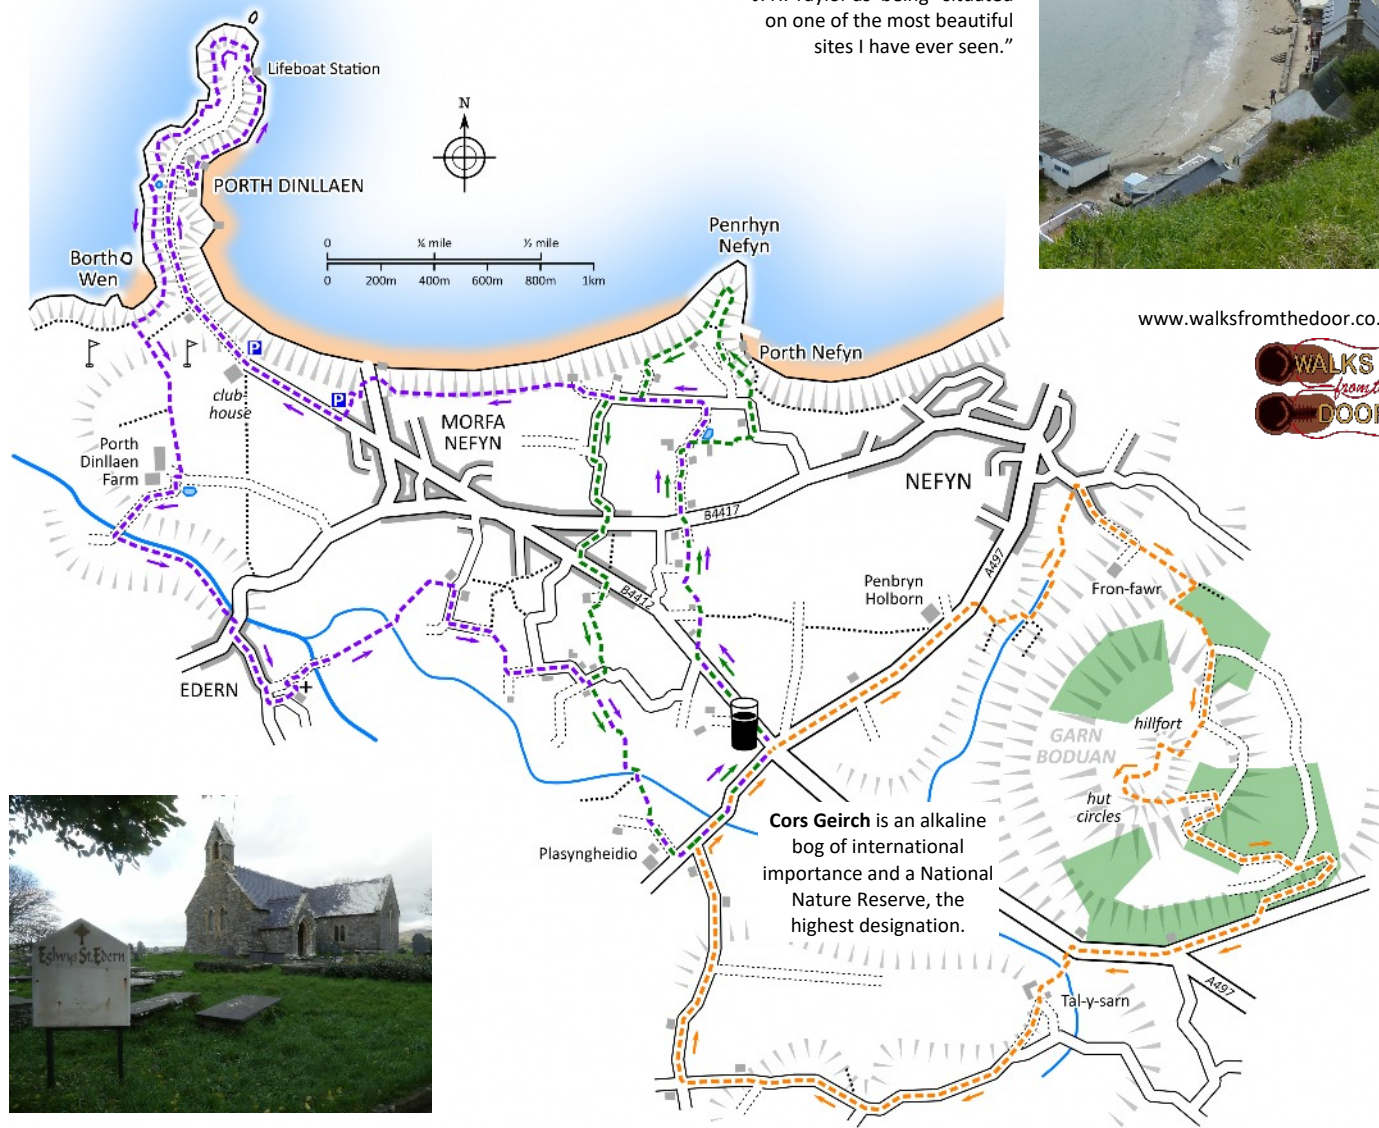 on one of the most beautiful
sites I have ever seen.”
Lifeboat Station
N
PORTH DINLLAEN
Penrhyn
Nefyn
0
¼ mile
½ mile
0
200m
400m
600m
800m
1km
Borth
Wen
www.walksfromthedoor.co.
WALKS
from
DOOR
Porth Nefyn
P
P
club
house
MORFA
NEFYN
Porth
Dinllaen
Farm
NEFYN
B4417
A497
B4412
Penbryn
Holborn
Fron-fawr
EDERN
hillfort
GARN
BODUAN
hut
circles
Plasyngheidio
Cors Geirch is an alkaline
bog of international
importance and a National
Nature Reserve, the
highest designation.
Eglwys St. Edern
Tal-y-sarn
A497